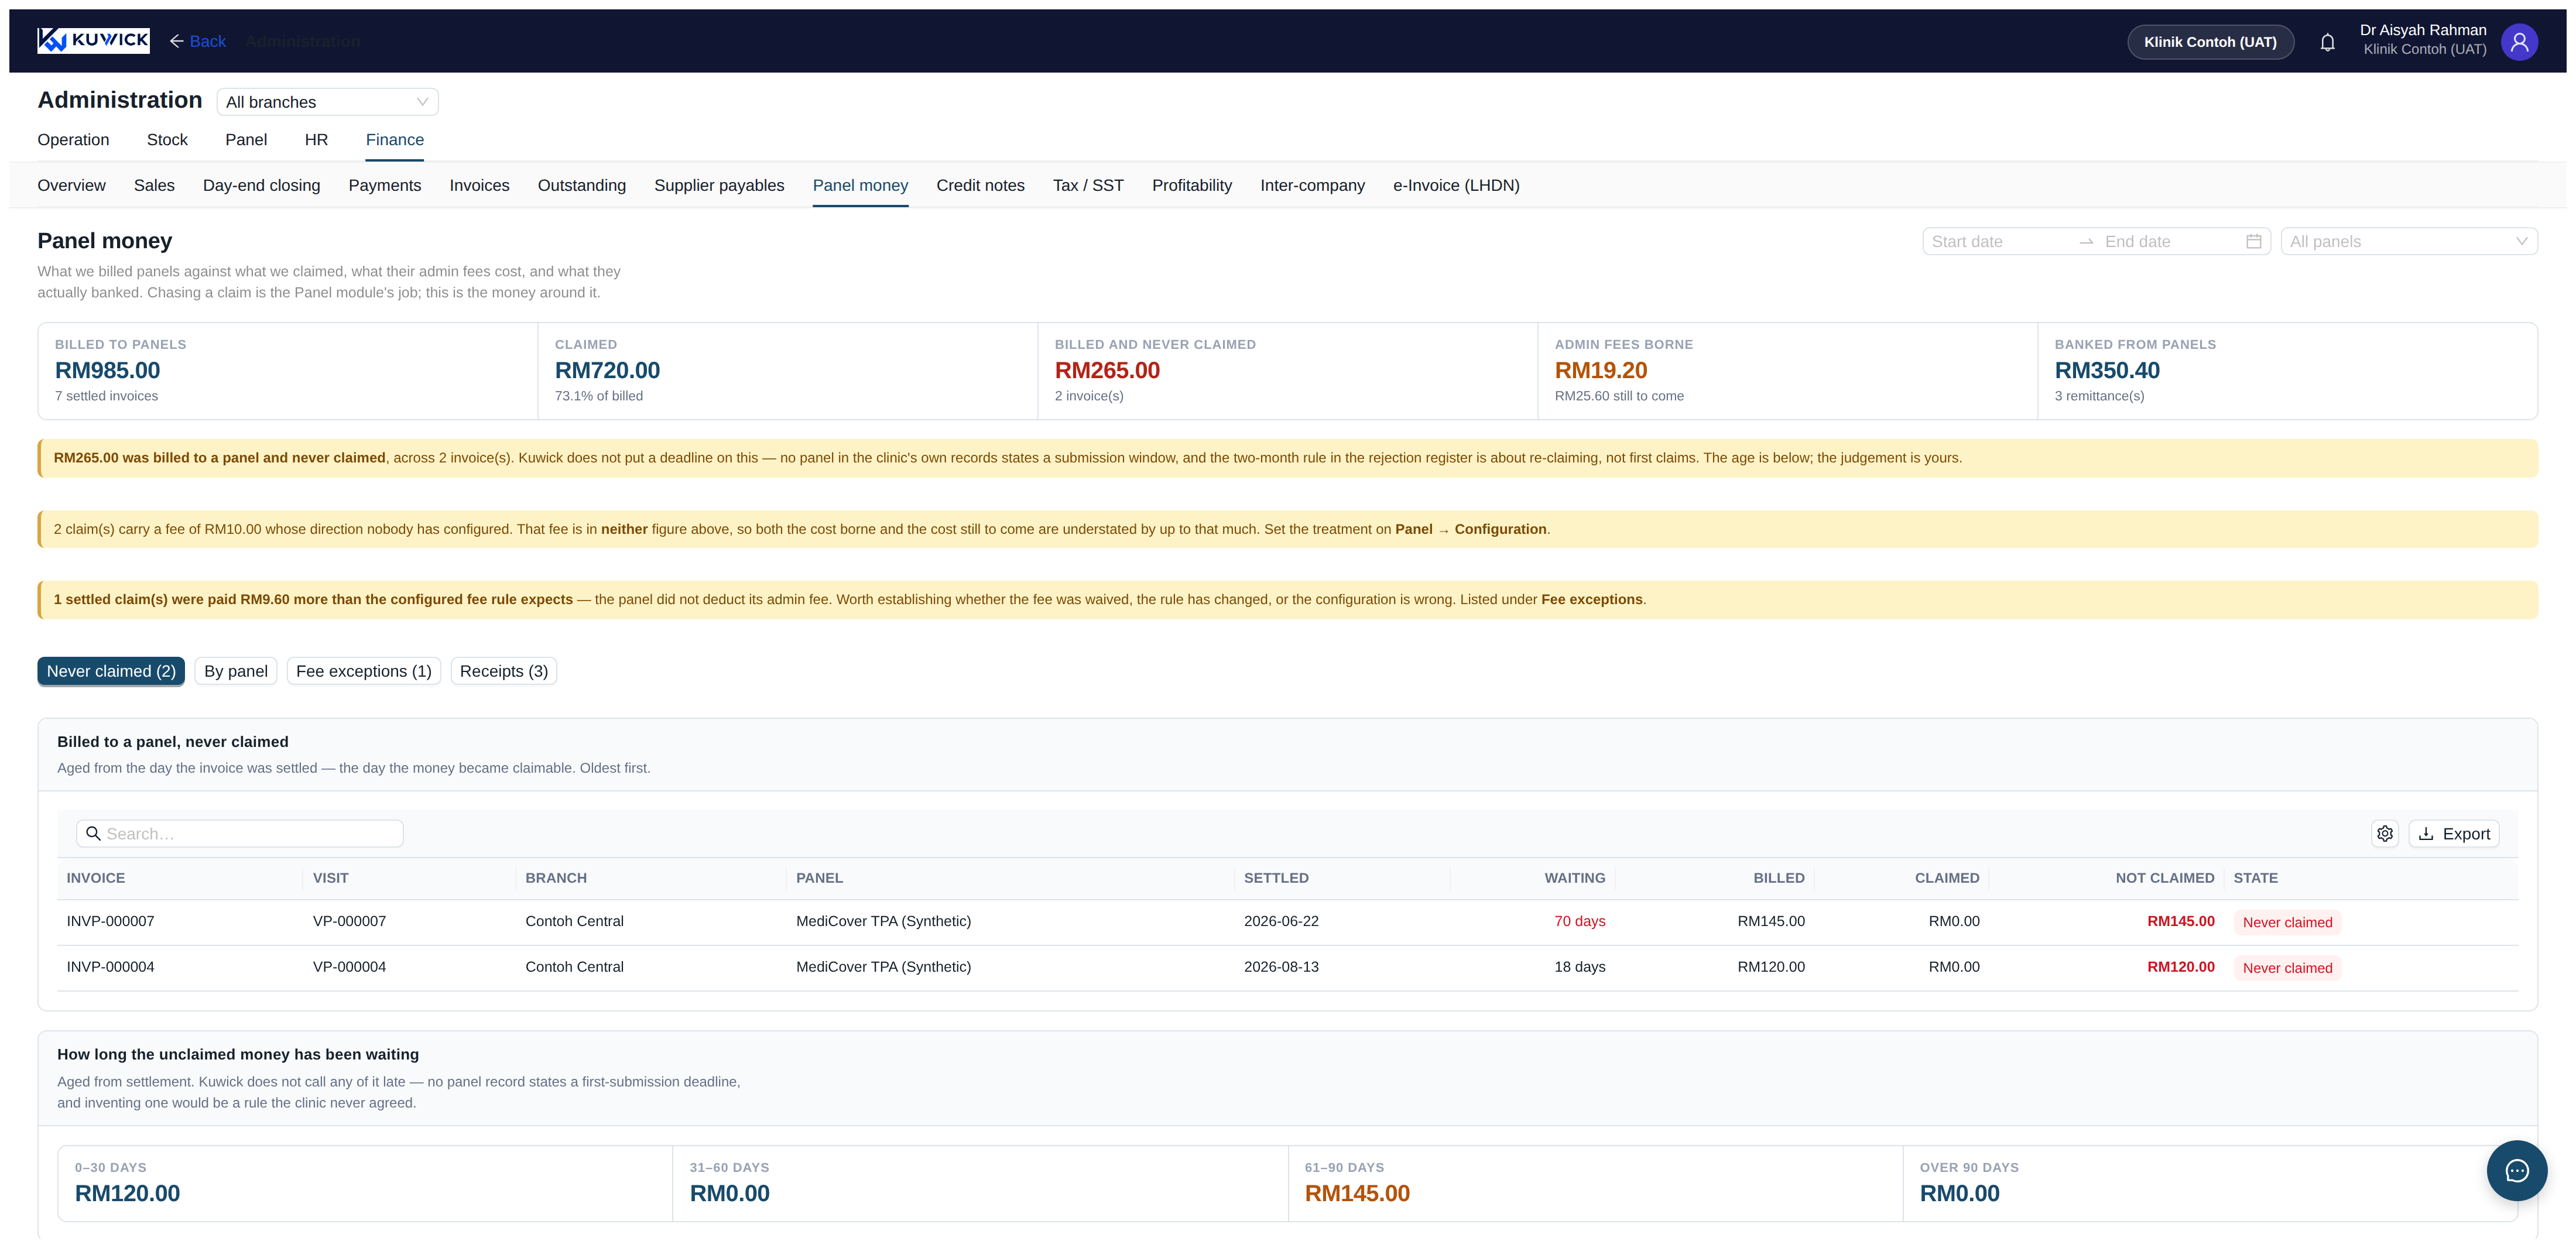 KUWICK
Back
Administration
Klinik Contoh (UAT)
Dr Aisyah Rahman
Klinik Contoh (UAT)
Administration
All branches
Operation Stock Panel HR Finance
Overview Sales Day-end closing Payments Invoices Outstanding Supplier payables Panel money Credit notes Tax / SST Profitability Inter-company e-Invoice (LHDN)
Panel money
Start date → End date
All panels
What we billed panels against what we claimed, what their admin fees cost, and what they
actually banked. Chasing a claim is the Panel module's job; this is the money around it.
BILLED TO PANELS
RM985.00
7 settled invoices
CLAIMED
RM720.00
73.1% of billed
BILLED AND NEVER CLAIMED
RM265.00
2 invoice(s)
ADMIN FEES BORNE
RM19.20
RM25.60 still to come
BANKED FROM PANELS
RM350.40
3 remittance(s)
RM265.00 was billed to a panel and never claimed, across 2 invoice(s). Kuwick does not put a deadline on this — no panel in the clinic's own records states a submission window, and the two-month rule in the rejection register is about re-claiming, not first claims. The age is below; the judgement is yours.
2 claim(s) carry a fee of RM10.00 whose direction nobody has configured. That fee is in neither figure above, so both the cost borne and the cost still to come are understated by up to that much. Set the treatment on Panel → Configuration.
1 settled claim(s) were paid RM9.60 more than the configured fee rule expects — the panel did not deduct its admin fee. Worth establishing whether the fee was waived, the rule has changed, or the configuration is wrong. Listed under Fee exceptions.
Never claimed (2) By panel Fee exceptions (1) Receipts (3)
Billed to a panel, never claimed
Aged from the day the invoice was settled — the day the money became claimable. Oldest first.
Search…
Export
INVOICE VISIT BRANCH PANEL SETTLED WAITING BILLED CLAIMED NOT CLAIMED STATE
INVP-000007 VP-000007 Contoh Central MediCover TPA (Synthetic) 2026-06-22 70 days RM145.00 RM0.00 RM145.00 Never claimed
INVP-000004 VP-000004 Contoh Central MediCover TPA (Synthetic) 2026-08-13 18 days RM120.00 RM0.00 RM120.00 Never claimed
How long the unclaimed money has been waiting
Aged from settlement. Kuwick does not call any of it late — no panel record states a first-submission deadline,
and inventing one would be a rule the clinic never agreed.
0–30 DAYS
RM120.00
31–60 DAYS
RM0.00
61–90 DAYS
RM145.00
OVER 90 DAYS
RM0.00